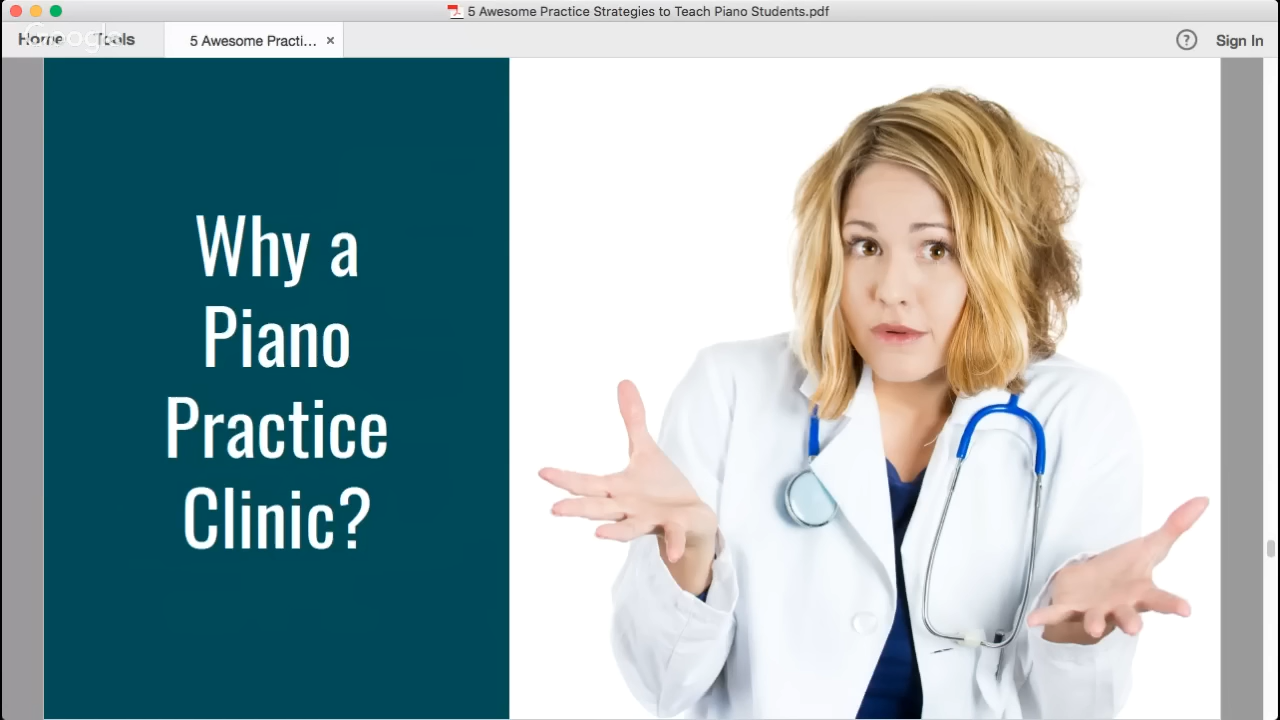 5 Awesome Practice Strategies to Teach Piano Students.pdf
Home Tools 5 Awesome Practi... × ? Sign In
Google
Why a
Piano
Practice
Clinic?